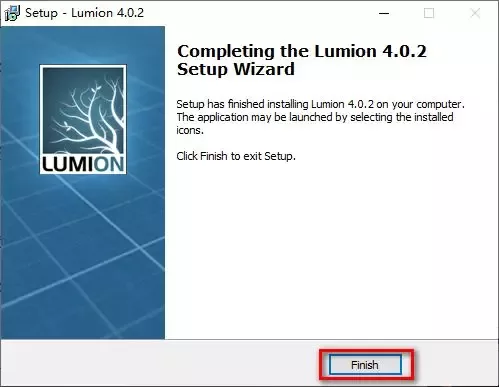 Setup - Lumion 4.0.2
Completing the Lumion 4.0.2
Setup Wizard
LUMION
Setup has finished installing Lumion 4.0.2 on your computer.
The application may be launched by selecting the installed
icons.
Click Finish to exit Setup.
Finish